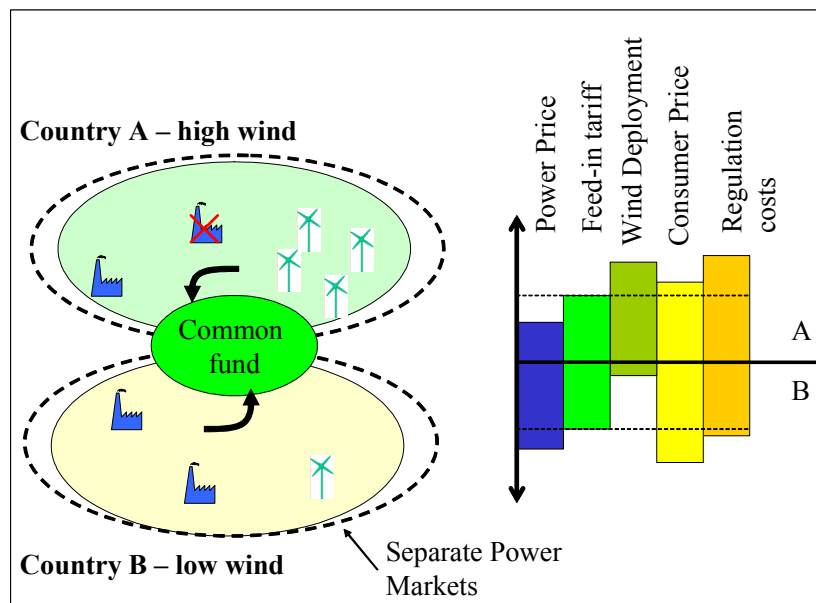 Country A – high wind
Common
fund
Country B – low wind
Separate Power
Markets
Power Price
Feed-in tariff
Wind Deployment
Consumer Price
Regulation
costs
A
B